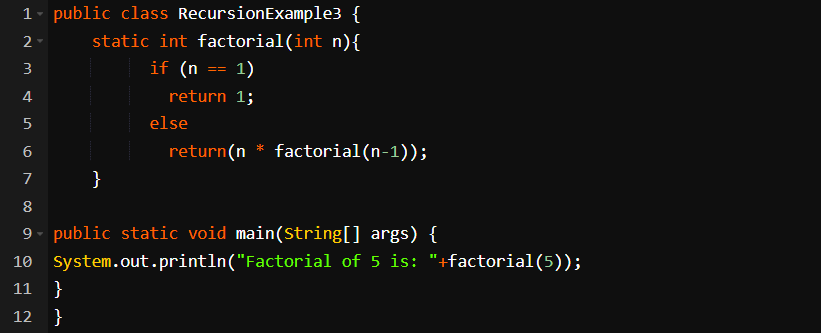 1 public class RecursionExample3 {
2     static int factorial(int n){
3           if (n == 1)
4             return 1;
5           else
6             return(n * factorial(n-1));
7     }
8
9 public static void main(String[] args) {
10 System.out.println("Factorial of 5 is: "+factorial(5));
11 }
12 }